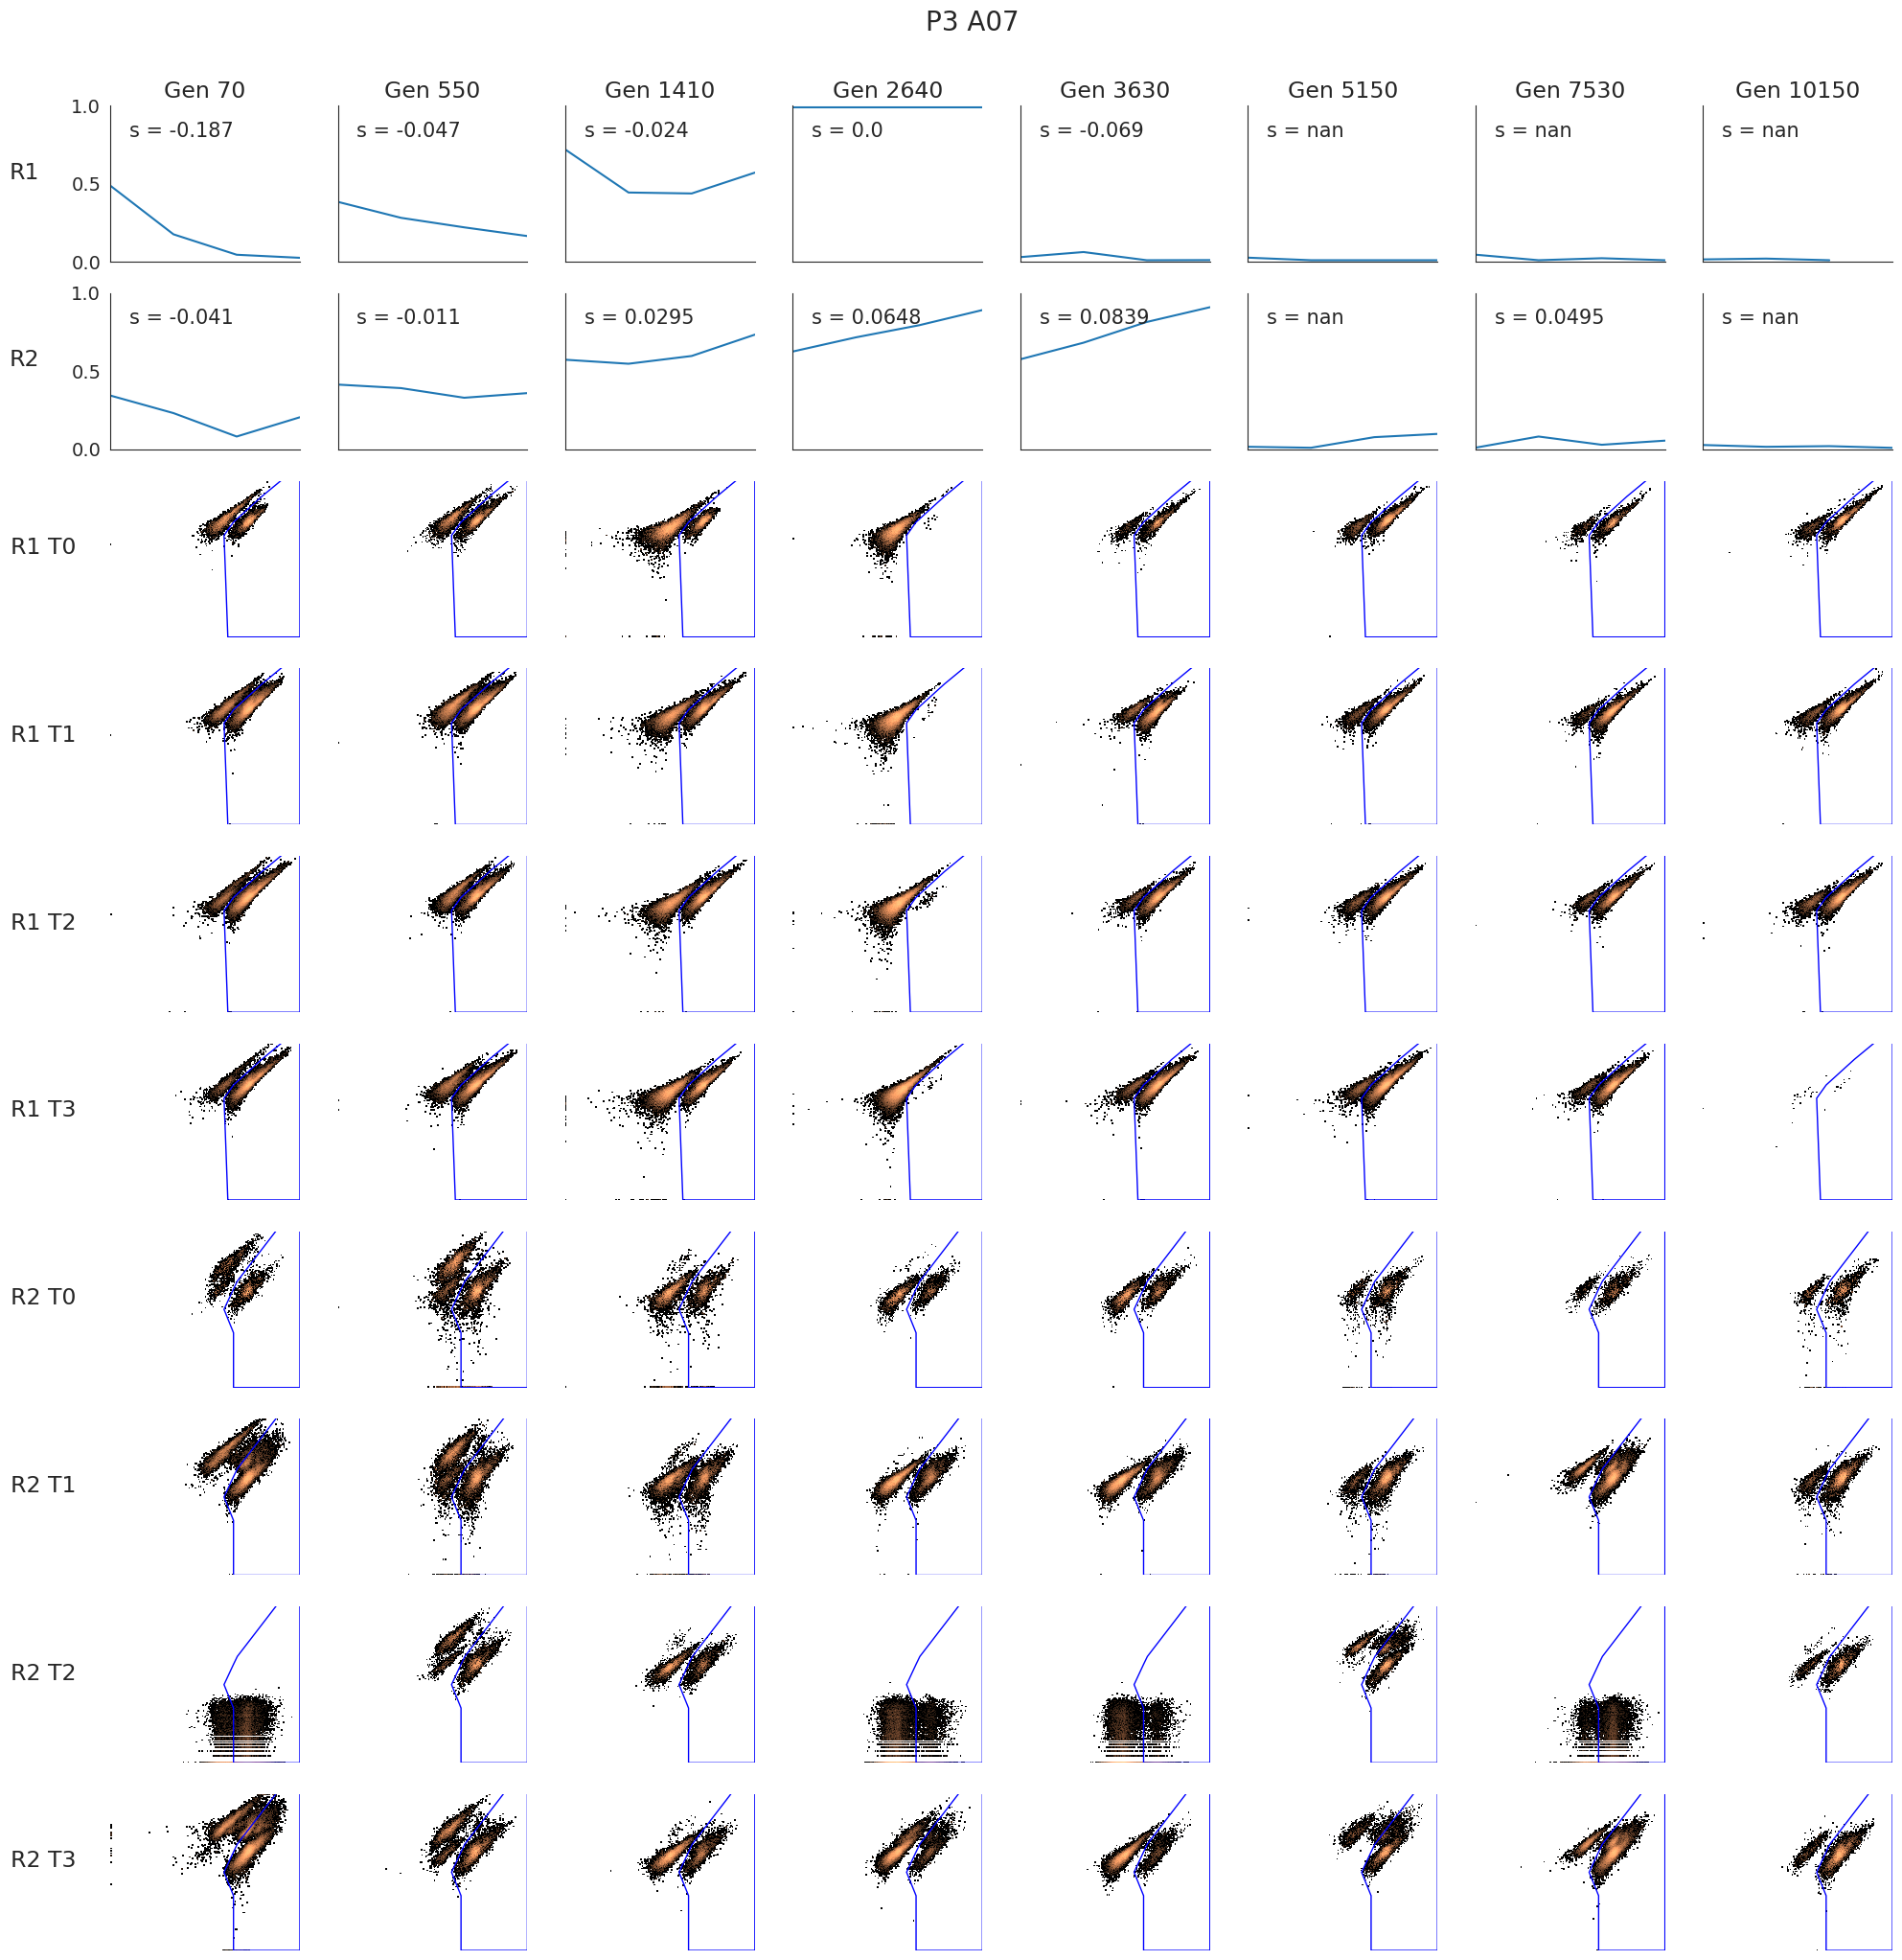 P3 A07
Gen 70 Gen 550 Gen 1410 Gen 2640 Gen 3630 Gen 5150 Gen 7530 Gen 10150
1.0
s = -0.187 s = -0.047 s = -0.024 s = 0.0 s = -0.069 s = nan s = nan s = nan
R1
0.5
0.0
1.0
s = -0.041 s = -0.011 s = 0.0295 s = 0.0648 s = 0.0839 s = nan s = 0.0495 s = nan
R2
0.5
0.0
R1 T0
R1 T1
R1 T2
R1 T3
R2 T0
R2 T1
R2 T2
R2 T3